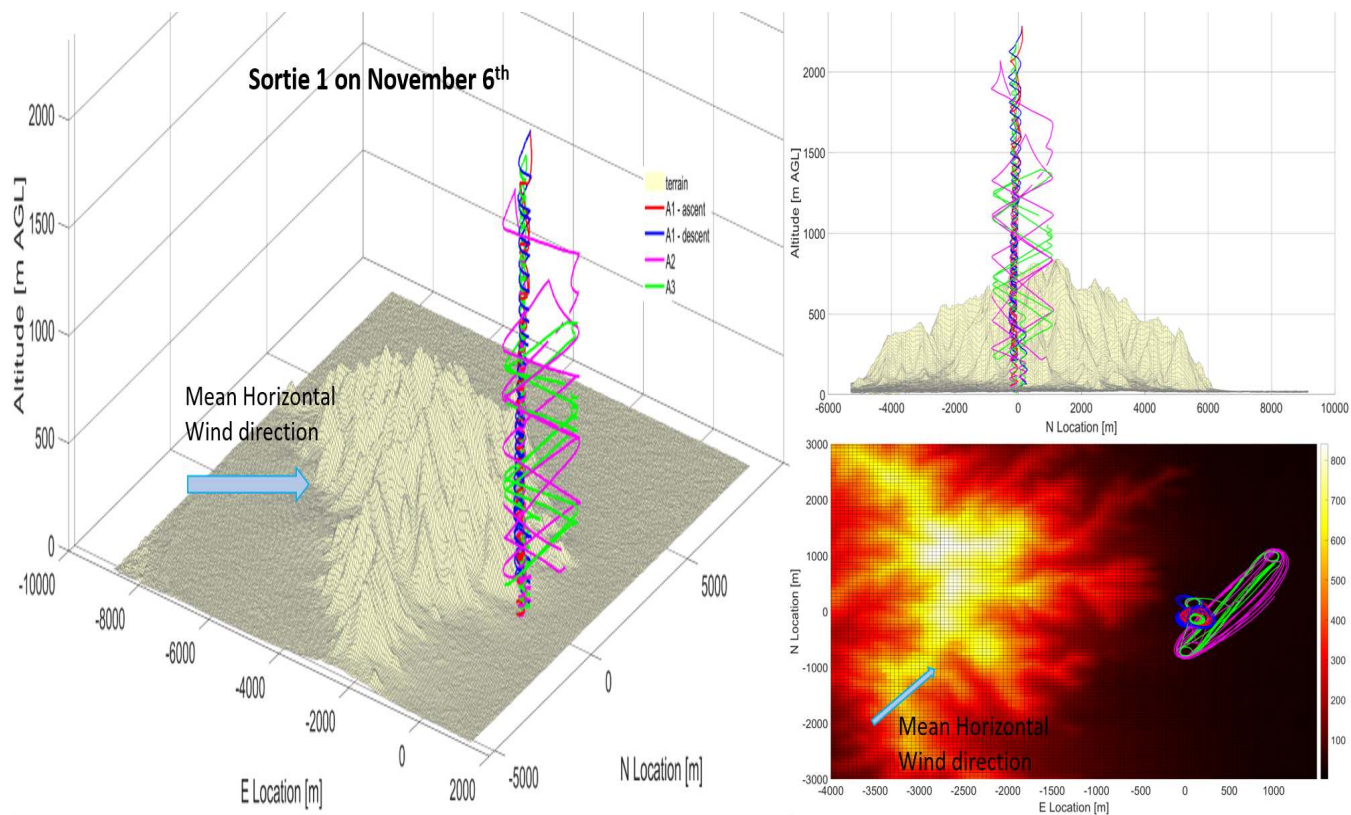 Sortie 1 on November 6th
2000
1500
1000
500
0
Altitude [m AGL]
terrain
A1 - ascent
A1 - descent
A2
A3
Mean Horizontal
Wind direction
-10000
-8000
-6000
-4000
-2000
0
2000
E Location [m]
-5000
0
5000
N Location [m]
2000
1500
1000
500
0
Altitude [m AGL]
-6000 -4000 -2000 0 2000 4000 6000 8000 10000
N Location [m]
3000
2000
1000
0
-1000
-2000
-3000
N Location [m]
Mean Horizontal
Wind direction
-4000 -3500 -3000 -2500 -2000 -1500 -1000 -500 0 500 1000
E Location [m]
800
700
600
500
400
300
200
100